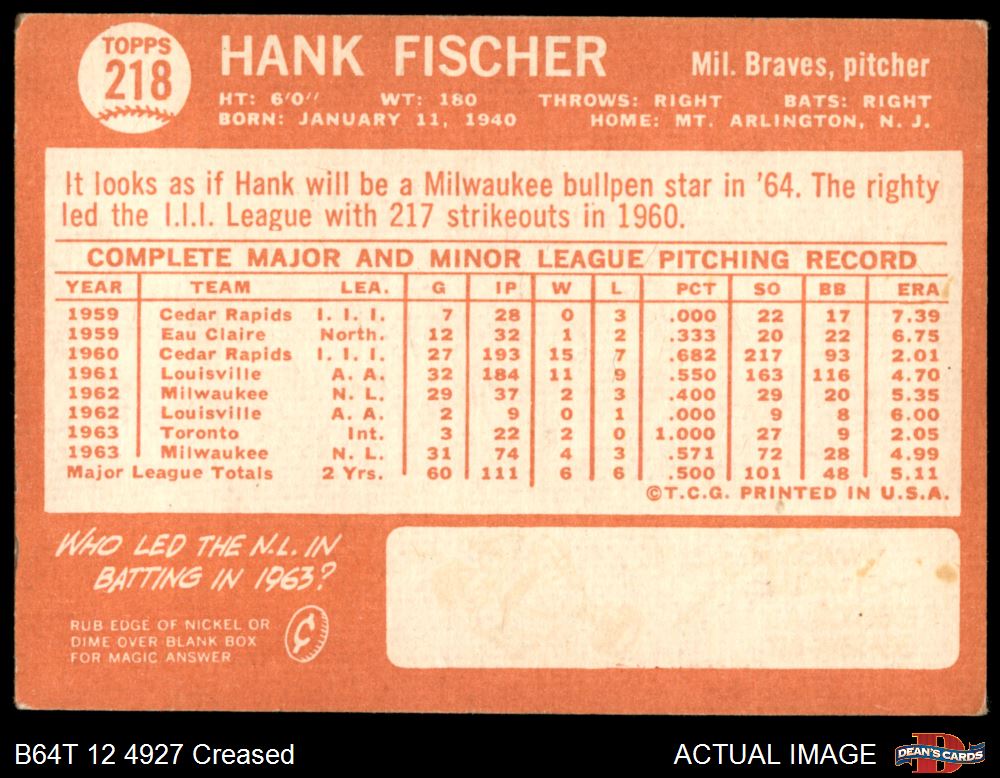 TOPPS
218
HANK FISCHER
Mil. Braves, pitcher
HT: 6'0" WT: 180 THROWS: RIGHT BATS: RIGHT
BORN: JANUARY 11, 1940 HOME: MT. ARLINGTON, N. J.
It looks as if Hank will be a Milwaukee bullpen star in '64. The righty
led the I.I.I. League with 217 strikeouts in 1960.
COMPLETE MAJOR AND MINOR LEAGUE PITCHING RECORD
YEAR TEAM LEA. G IP W L PCT SO BB ERA
1959 Cedar Rapids I. I. I. 7 28 0 3 .000 22 17 7.39
1959 Eau Claire North. 12 32 1 2 .333 20 22 6.75
1960 Cedar Rapids I. I. I. 27 193 15 7 .682 217 93 2.01
1961 Louisville A. A. 32 184 11 9 .550 163 116 4.70
1962 Milwaukee N. L. 29 37 2 3 .400 29 20 5.35
1962 Louisville A. A. 2 9 0 1 .000 9 8 6.00
1963 Toronto Int. 3 22 2 0 1.000 27 9 2.05
1963 Milwaukee N. L. 31 74 4 3 .571 72 28 4.99
Major League Totals 2 Yrs. 60 111 6 6 .500 101 48 5.11
©T.C.G. PRINTED IN U.S.A.
WHO LED THE N.L. IN
BATTING IN 1963?
RUB EDGE OF NICKEL OR
DIME OVER BLANK BOX
FOR MAGIC ANSWER
¢
B64T 12 4927 Creased
ACTUAL IMAGE
DEAN'S CARDS